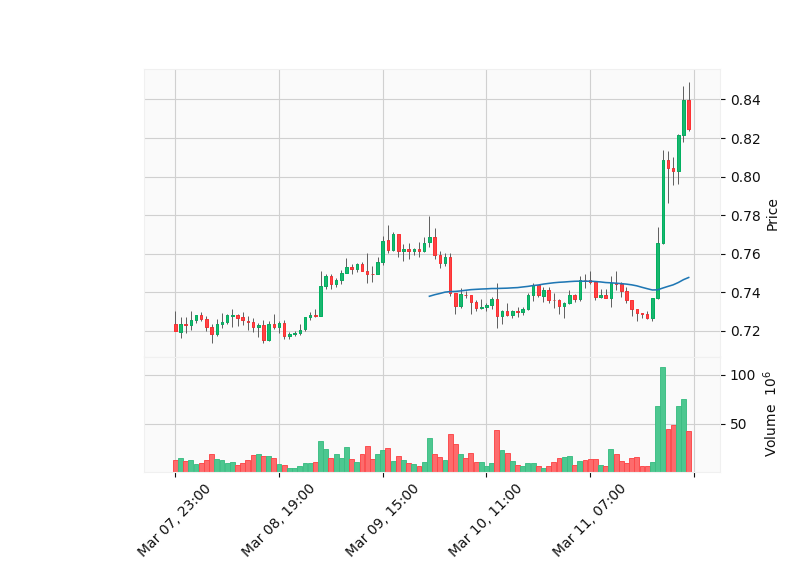 0.84
0.82
0.80
0.78
0.76
0.74
0.72
Price
100
50
Volume 10⁶
Mar 07, 23:00
Mar 08, 19:00
Mar 09, 15:00
Mar 10, 11:00
Mar 11, 07:00